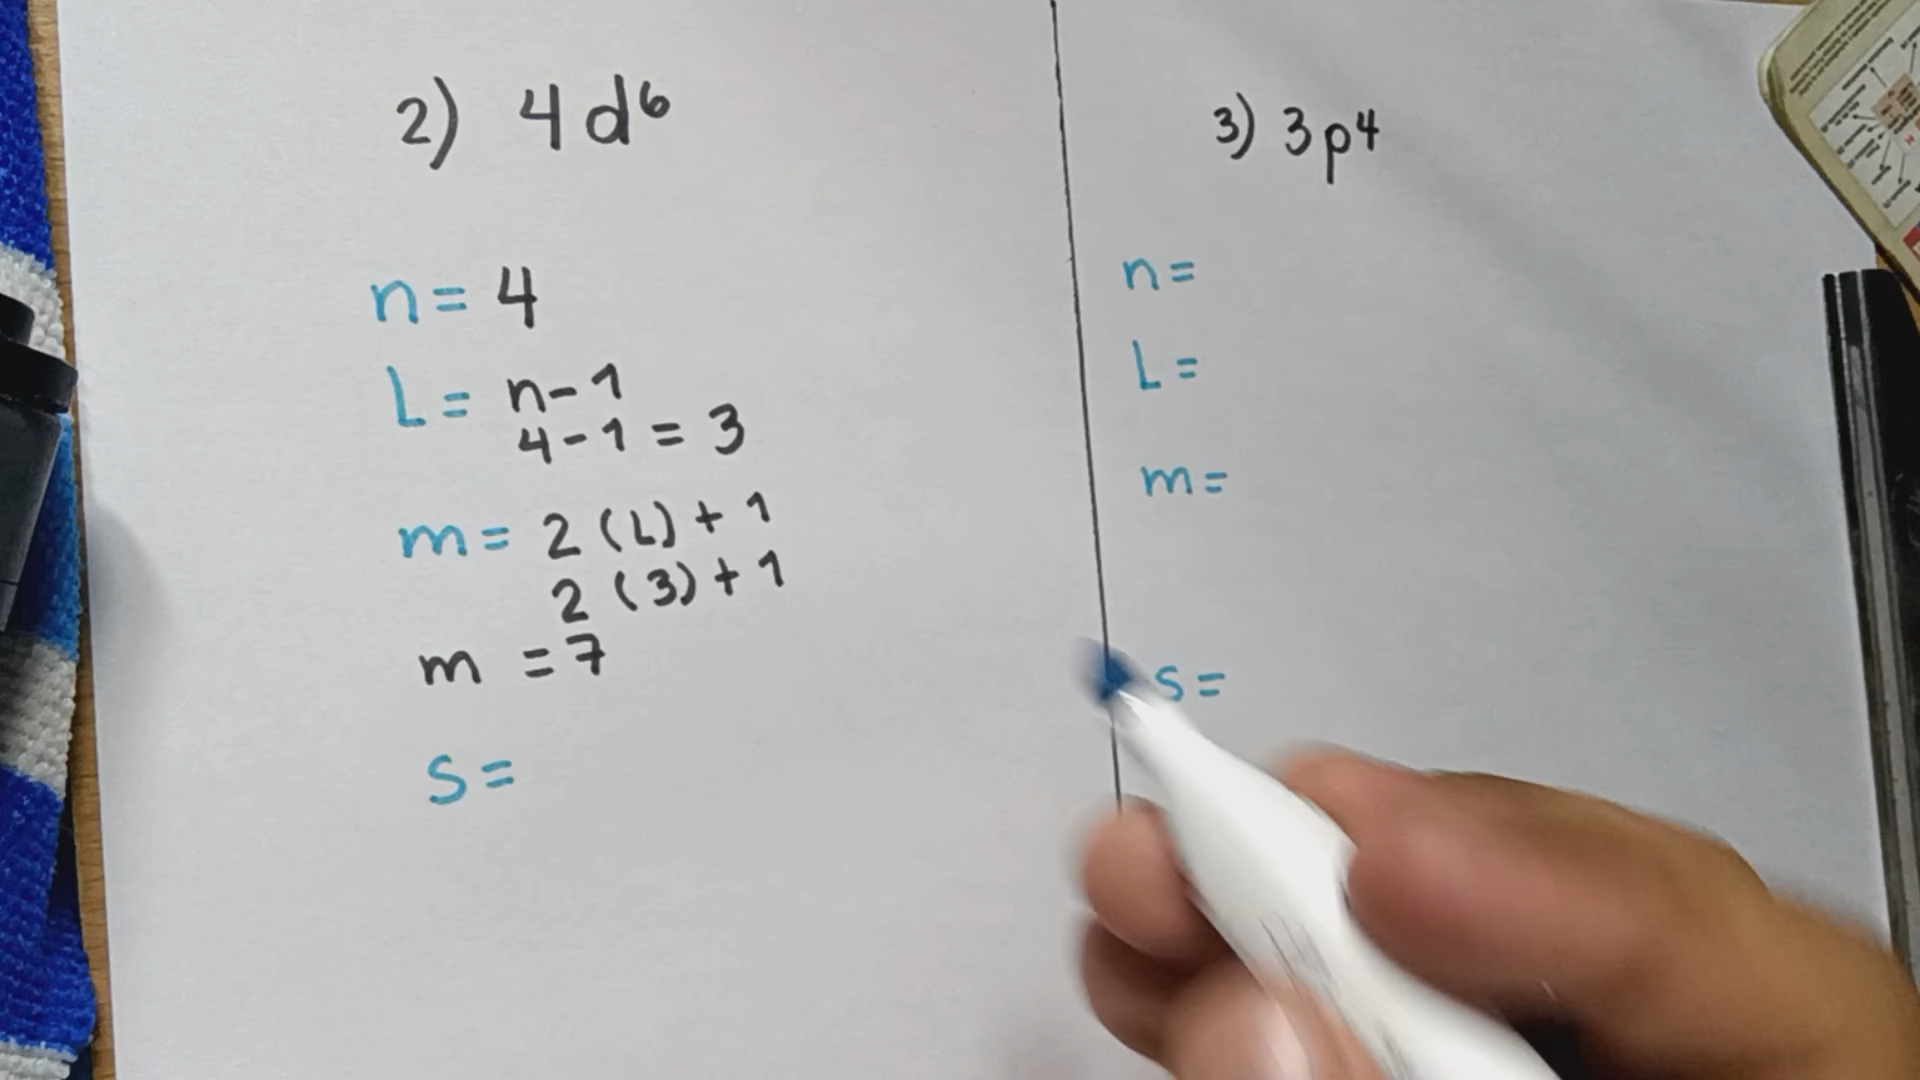 2) 4d⁶
n= 4
L= n-1
4-1 = 3
m= 2 (L) + 1
2 (3) + 1
m = 7
S=
3) 3p⁴
n=
L=
m=
S=